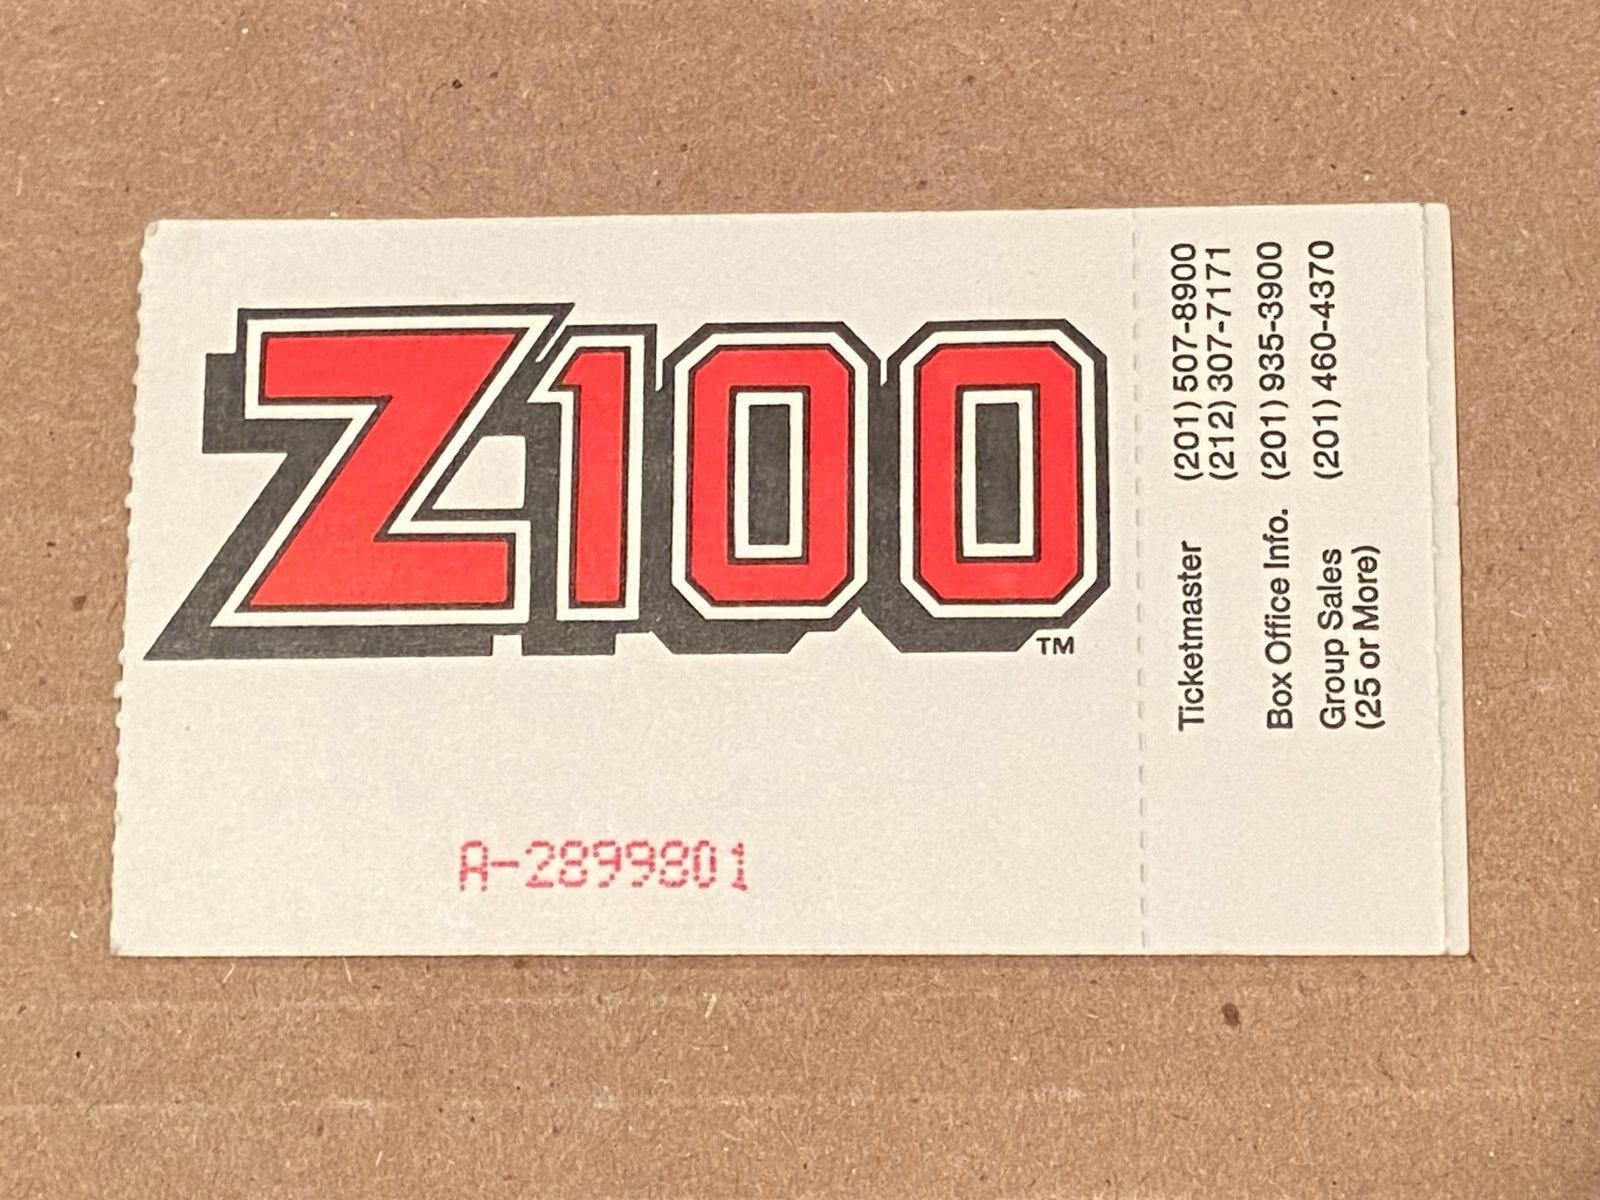 Z100
TM
A-2899801
Ticketmaster (201) 507-8900
(212) 307-7171
Box Office Info. (201) 935-3900
Group Sales (201) 460-4370
(25 or More)